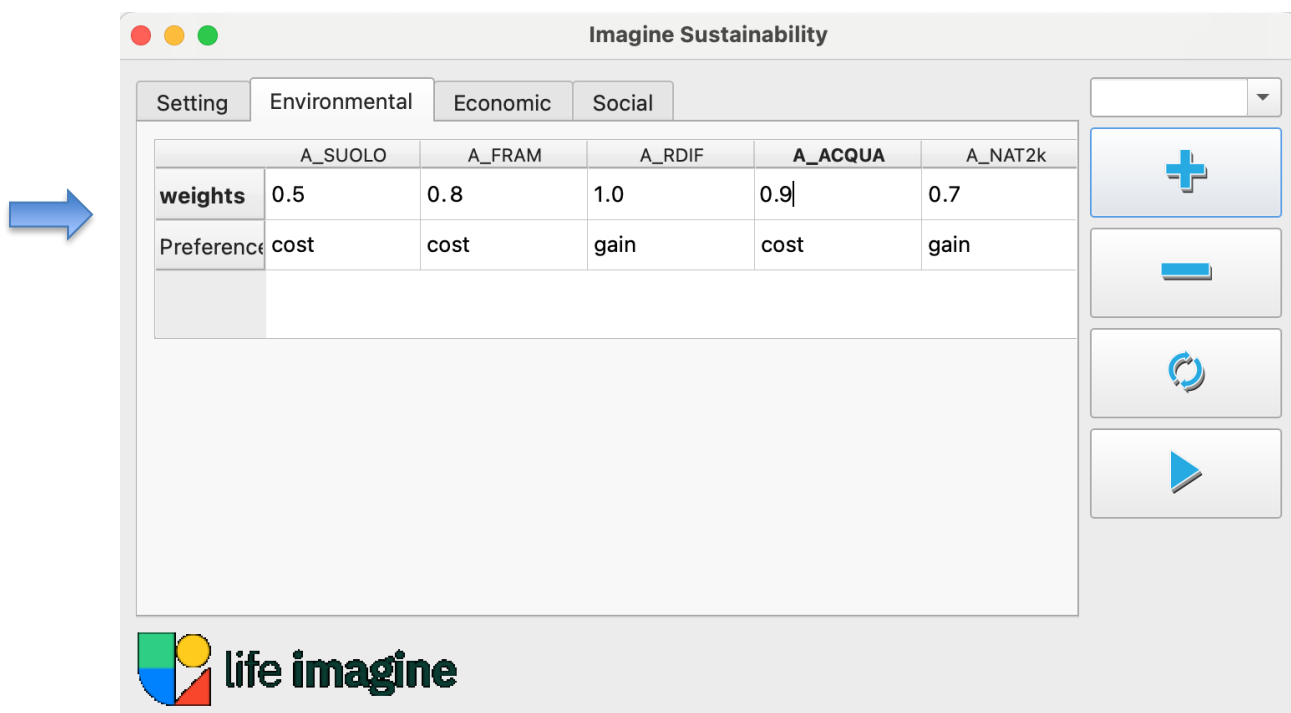 Imagine Sustainability
Setting Environmental Economic Social
A_SUOLO A_FRAM A_RDIF A_ACQUA A_NAT2k
weights 0.5 0.8 1.0 0.9 0.7
Preference cost cost gain cost gain
life imagine